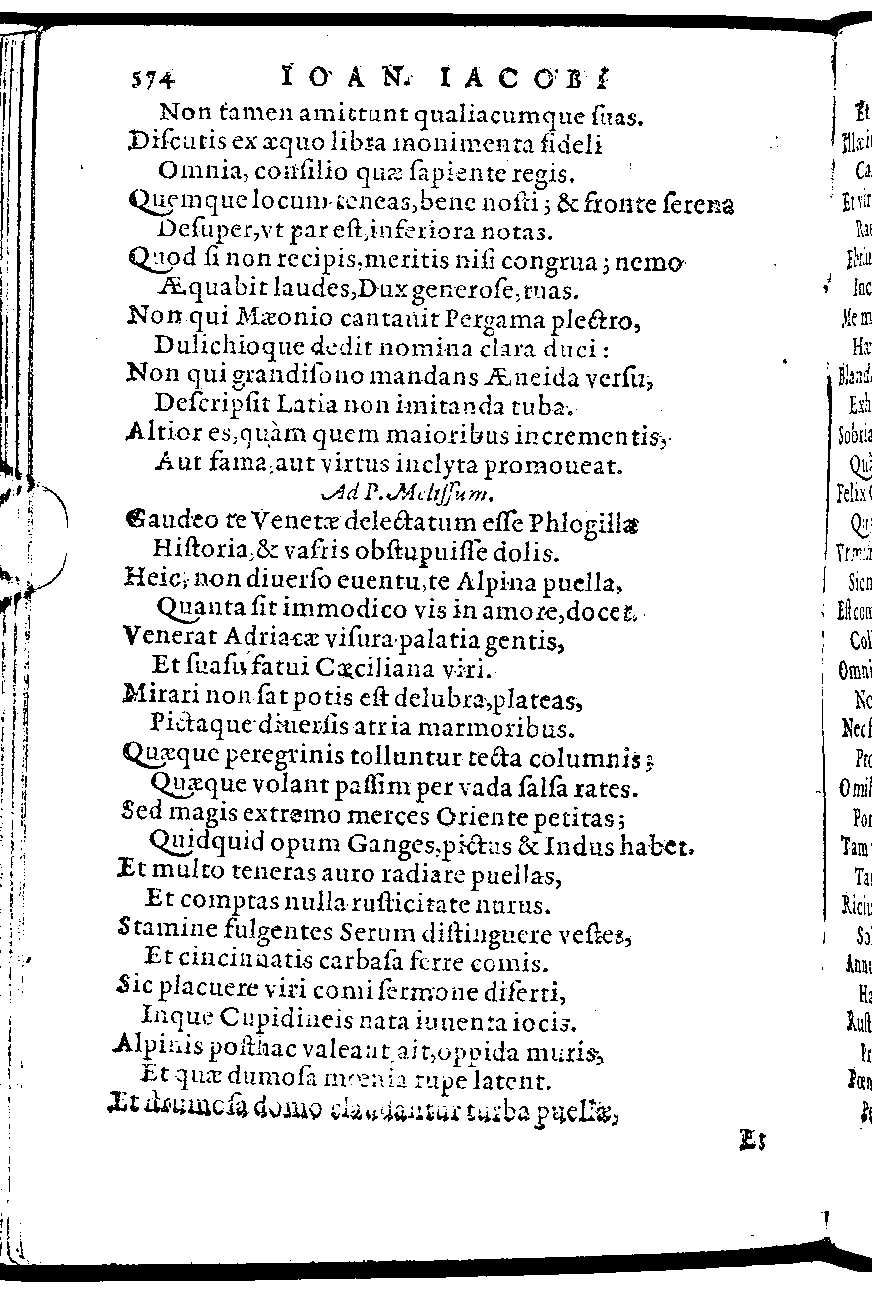 574 IOAN. IACOBI
Non tamen amittunt qualiacumque ſuas.
Diſcutis ex æquo libra monimenta fideli
Omnia, conſilio quæ ſapiente regis.
Quemque locum teneas, bene noſti; & fronte ſerena
Deſuper, vt par eſt, inferiora notas.
Quod ſi non recipis, meritis niſi congrua; nemo
Æquabit laudes, Dux generoſe, tuas.
Non qui Mæonio cantauit Pergama plectro,
Dulichioque dedit nomina clara duci:
Non qui grandiſono mandans Æneida verſu,
Deſcripſit Latia non imitanda tuba.
Altior es, quàm quem maioribus incrementis,
Aut fama, aut virtus inclyta promoueat.
Ad P. Meliſſum.
Gaudeo te Venetæ delectatum eſſe Phlogillæ
Hiſtoria, & vafris obſtupuiſſe dolis.
Heic, non diuerſo euentu, te Alpina puella,
Quanta ſit immodico vis in amore, docet.
Venerat Adriacæ viſura palatia gentis,
Et ſuaſu fatui Cæciliana viri.
Mirari non ſat potis eſt delubra, plateas,
Pictaque diuerſis atria marmoribus.
Quæque peregrinis tolluntur tecta columnis;
Quæque volant paſſim per vada ſalſa rates.
Sed magis extremo merces Oriente petitas;
Quidquid opum Ganges, pictus & Indus habet.
Et multo teneras auro radiare puellas,
Et comptas nulla ruſticitate nurus.
Stamine fulgentes Serum diſtinguere veſtes,
Et cincinnatis carbaſa ferre comis.
Sic placuere viri comi ſermone diſerti,
Inque Cupidineis nata iuuenta iocis.
Alpinis poſthac valeant, ait, oppida muris,
Et quæ dumoſa mœnia rupe latent.
Et domo claudantur turba puellæ,
Et